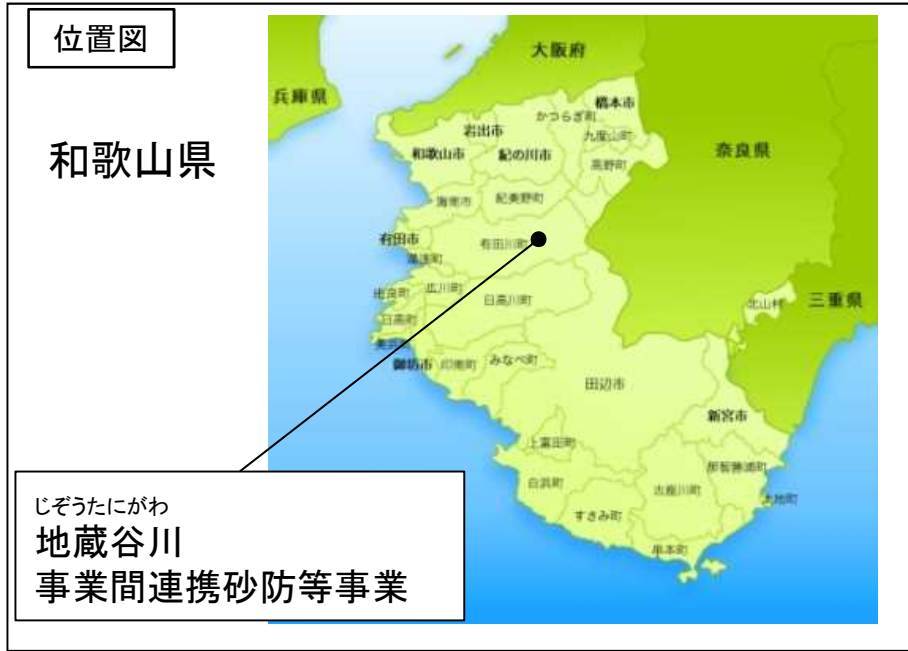 位置図
和歌山県
大阪府
兵庫県
橋本市
かつらぎ町
岩出市
九度山町
和歌山市
紀の川市
高野町
奈良県
海南市
紀美野町
有田市
有田川町
湯浅町
由良町
広川町
日高川町
北山村
三重県
日高町
美浜町
御坊市
印南町
みなべ町
田辺市
新宮市
上富田町
那智勝浦町
白浜町
古座川町
太地町
すさみ町
串本町
じぞうたにがわ
地蔵谷川
事業間連携砂防等事業